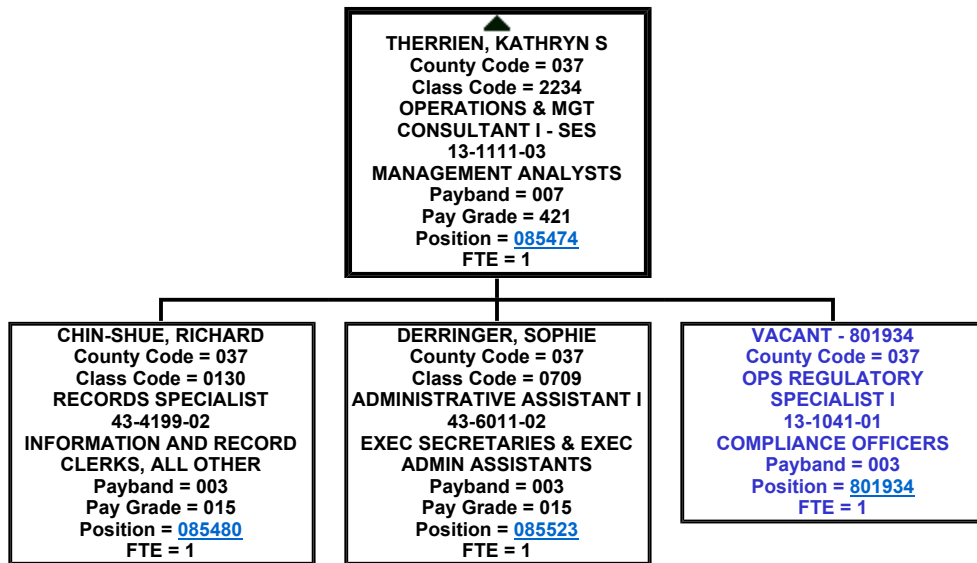 THERRIEN, KATHRYN S
County Code = 037
Class Code = 2234
OPERATIONS & MGT
CONSULTANT I - SES
13-1111-03
MANAGEMENT ANALYSTS
Payband = 007
Pay Grade = 421
Position = 085474
FTE = 1
CHIN-SHUE, RICHARD
County Code = 037
Class Code = 0130
RECORDS SPECIALIST
43-4199-02
INFORMATION AND RECORD
CLERKS, ALL OTHER
Payband = 003
Pay Grade = 015
Position = 085480
FTE = 1
DERRINGER, SOPHIE
County Code = 037
Class Code = 0709
ADMINISTRATIVE ASSISTANT I
43-6011-02
EXEC SECRETARIES & EXEC
ADMIN ASSISTANTS
Payband = 003
Pay Grade = 015
Position = 085523
FTE = 1
VACANT - 801934
County Code = 037
OPS REGULATORY
SPECIALIST I
13-1041-01
COMPLIANCE OFFICERS
Payband = 003
Position = 801934
FTE = 1